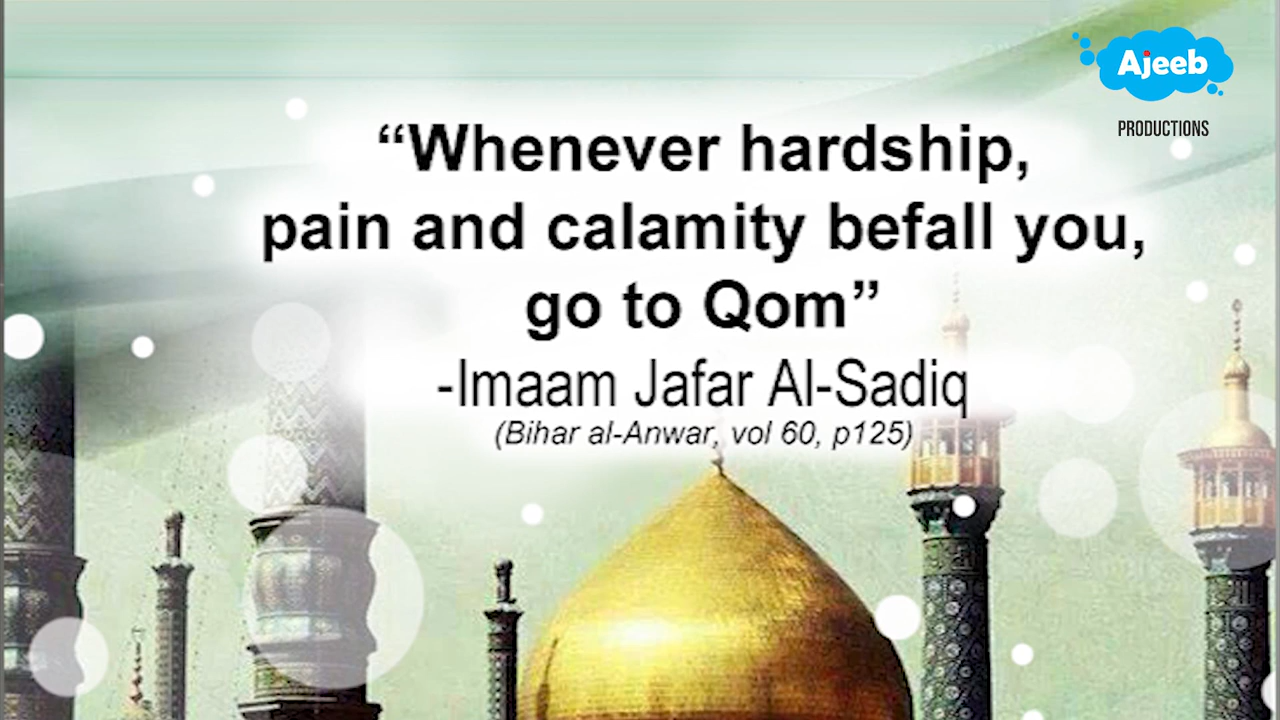 Ajeeb
PRODUCTIONS
“Whenever hardship,
pain and calamity befall you,
go to Qom”
-Imaam Jafar Al-Sadiq
(Bihar al-Anwar, vol 60, p125)